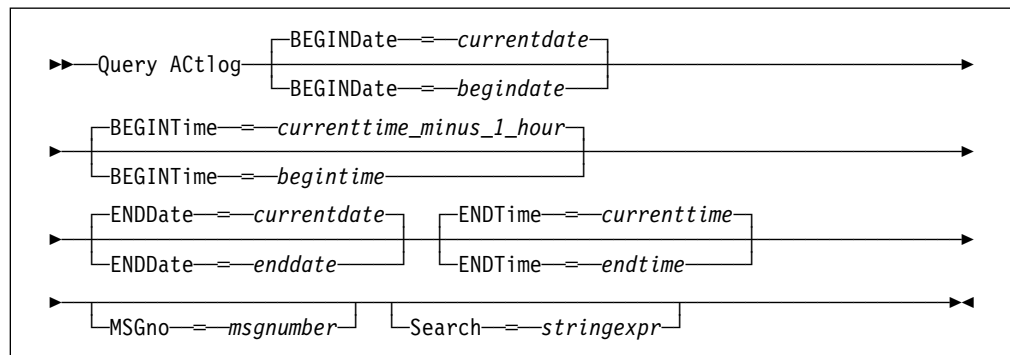 BEGINDate = currentdate
Query ACtlog
BEGINDate = begindate
BEGINTime = currenttime_minus_1_hour
BEGINTime = begintime
ENDDate = currentdate ENDTime = currenttime
ENDDate = enddate ENDTime = endtime
MSGno = msgnumber Search = stringexpr